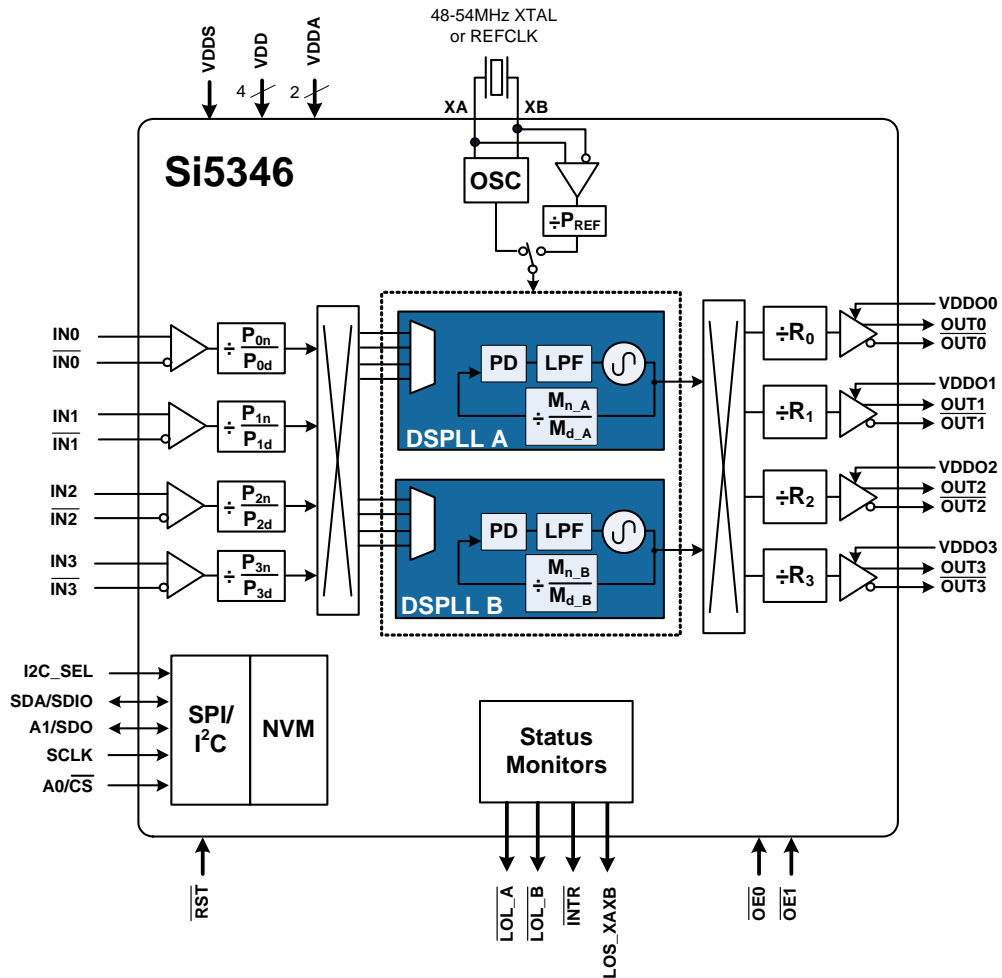 48-54MHz XTAL
or REFCLK
VDDS
VDD
VDDA
4
2
XA
XB
Si5346
OSC
÷PREF
IN0
IN0
÷ P0n
P0d
IN1
IN1
÷ P1n
P1d
IN2
IN2
÷ P2n
P2d
IN3
IN3
÷ P3n
P3d
PD
LPF
÷ Mn_A
Md_A
DSPLL A
PD
LPF
÷ Mn_B
Md_B
DSPLL B
÷R0
VDDO0
OUT0
OUT0
÷R1
VDDO1
OUT1
OUT1
÷R2
VDDO2
OUT2
OUT2
÷R3
VDDO3
OUT3
OUT3
I2C_SEL
SDA/SDIO
A1/SDO
SCLK
A0/CS
SPI/
I²C
NVM
Status
Monitors
RST
LOL_A
LOL_B
INTR
LOS_XAXB
OE0
OE1